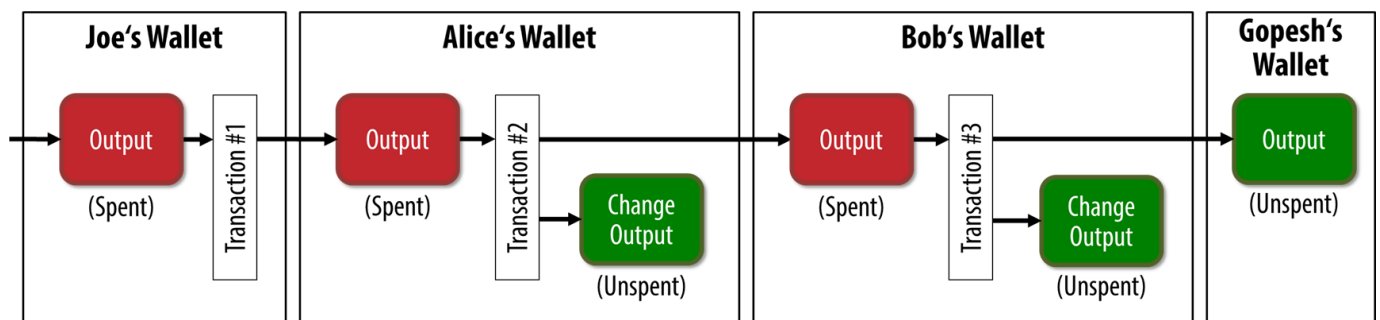 Joe‘s Wallet
Output
(Spent)
Transaction #1
Alice‘s Wallet
Output
(Spent)
Transaction #2
Change
Output
(Unspent)
Bob‘s Wallet
Output
(Spent)
Transaction #3
Change
Output
(Unspent)
Gopesh‘s
Wallet
Output
(Unspent)